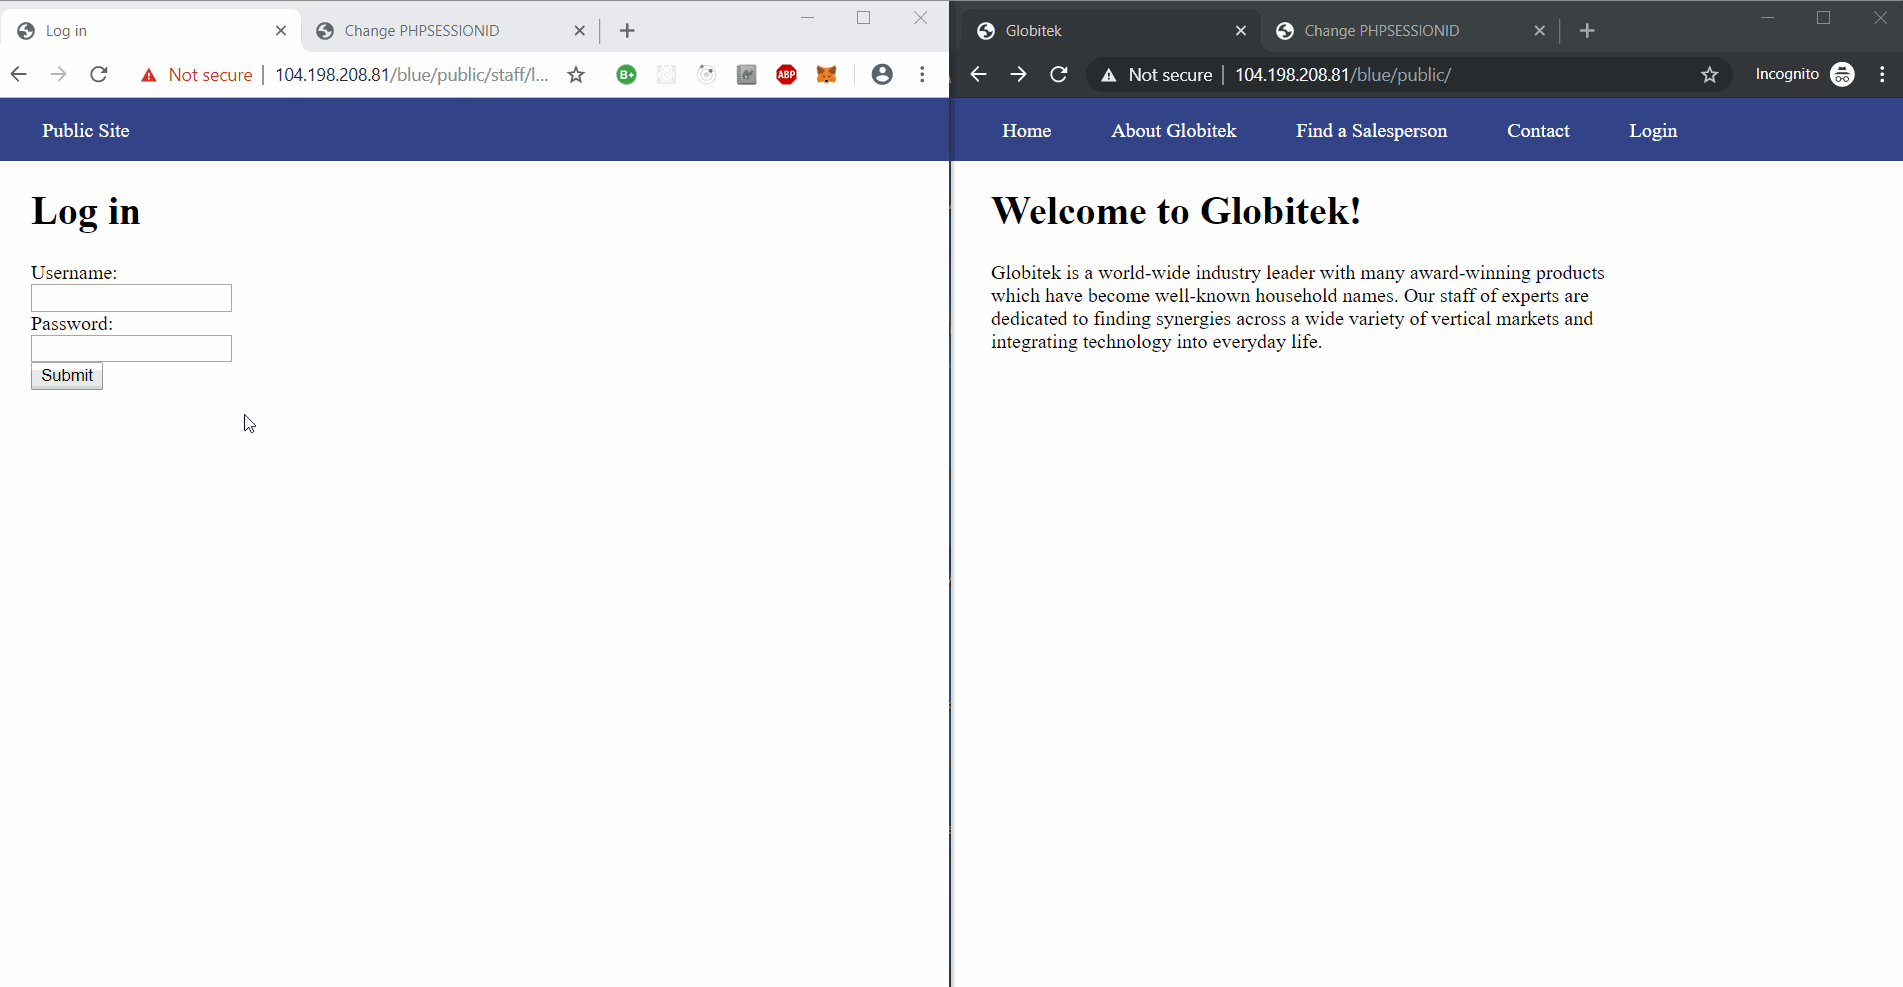 Log in
Change PHPSESSIONID
Not secure
104.198.208.81/blue/public/staff/l...
B+
ABP
Public Site
Log in
Username:
Password:
Submit
Globitek
Change PHPSESSIONID
Not secure
104.198.208.81/blue/public/
Incognito
Home
About Globitek
Find a Salesperson
Contact
Login
Welcome to Globitek!
Globitek is a world-wide industry leader with many award-winning products
which have become well-known household names. Our staff of experts are
dedicated to finding synergies across a wide variety of vertical markets and
integrating technology into everyday life.